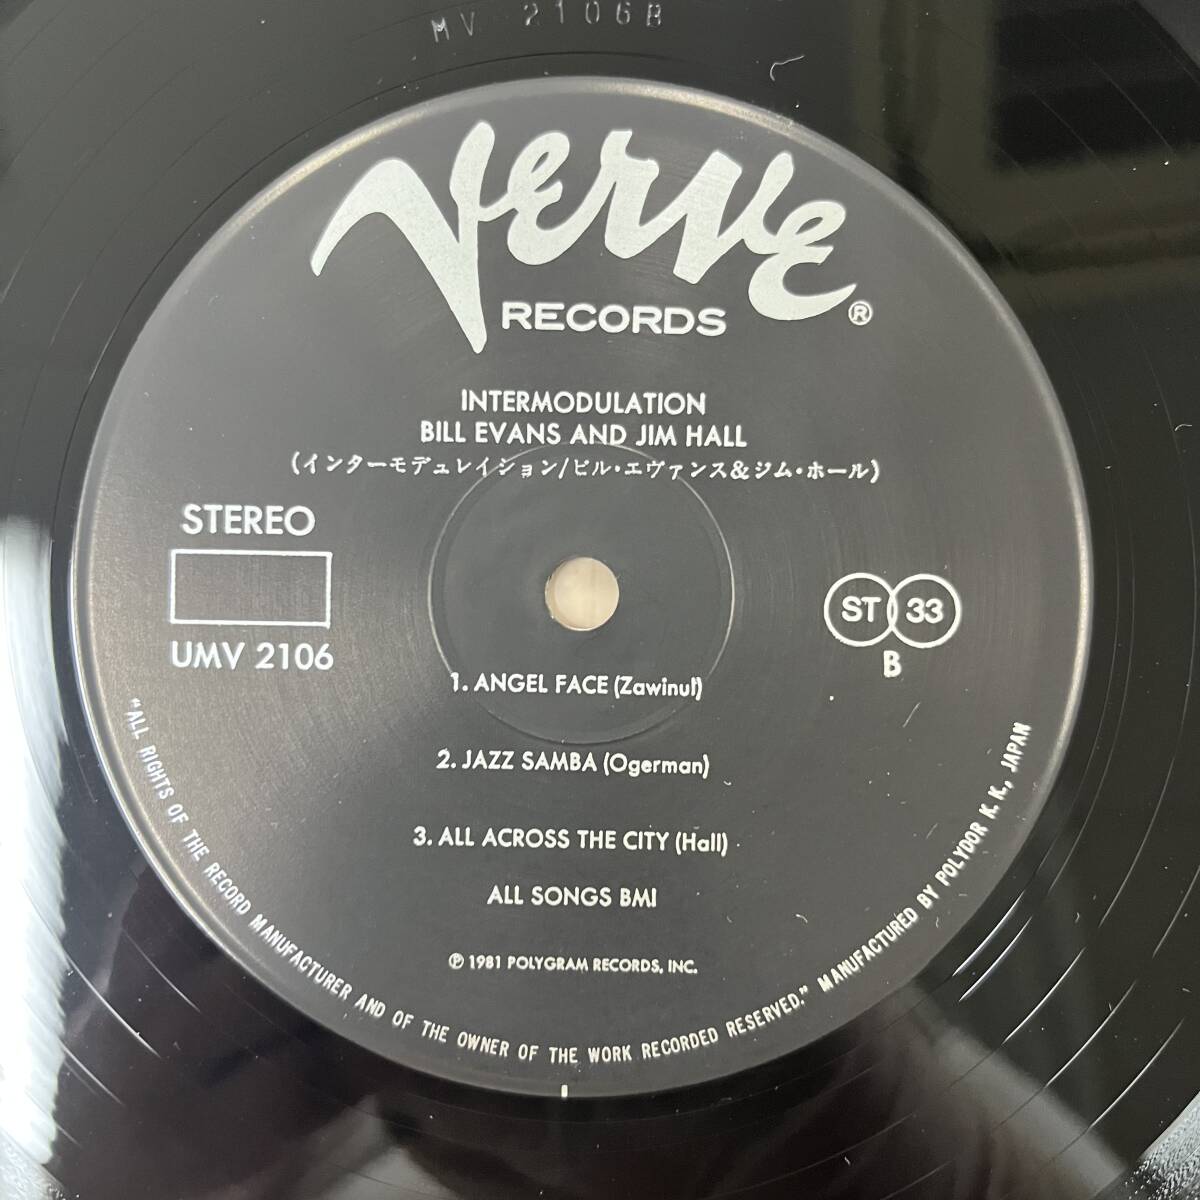 MV 2106B
Verve
RECORDS ®
INTERMODULATION
BILL EVANS AND JIM HALL
(インターモデュレイション/ビル・エヴァンス&ジム・ホール)
STEREO
UMV 2106
ST 33
B
1. ANGEL FACE (Zawinul)
2. JAZZ SAMBA (Ogerman)
3. ALL ACROSS THE CITY (Hall)
ALL SONGS BMI
℗ 1981 POLYGRAM RECORDS, INC.
"ALL RIGHTS OF THE RECORD MANUFACTURER AND OF THE OWNER OF THE WORK RECORDED RESERVED." MANUFACTURED BY POLYDOR K.K., JAPAN